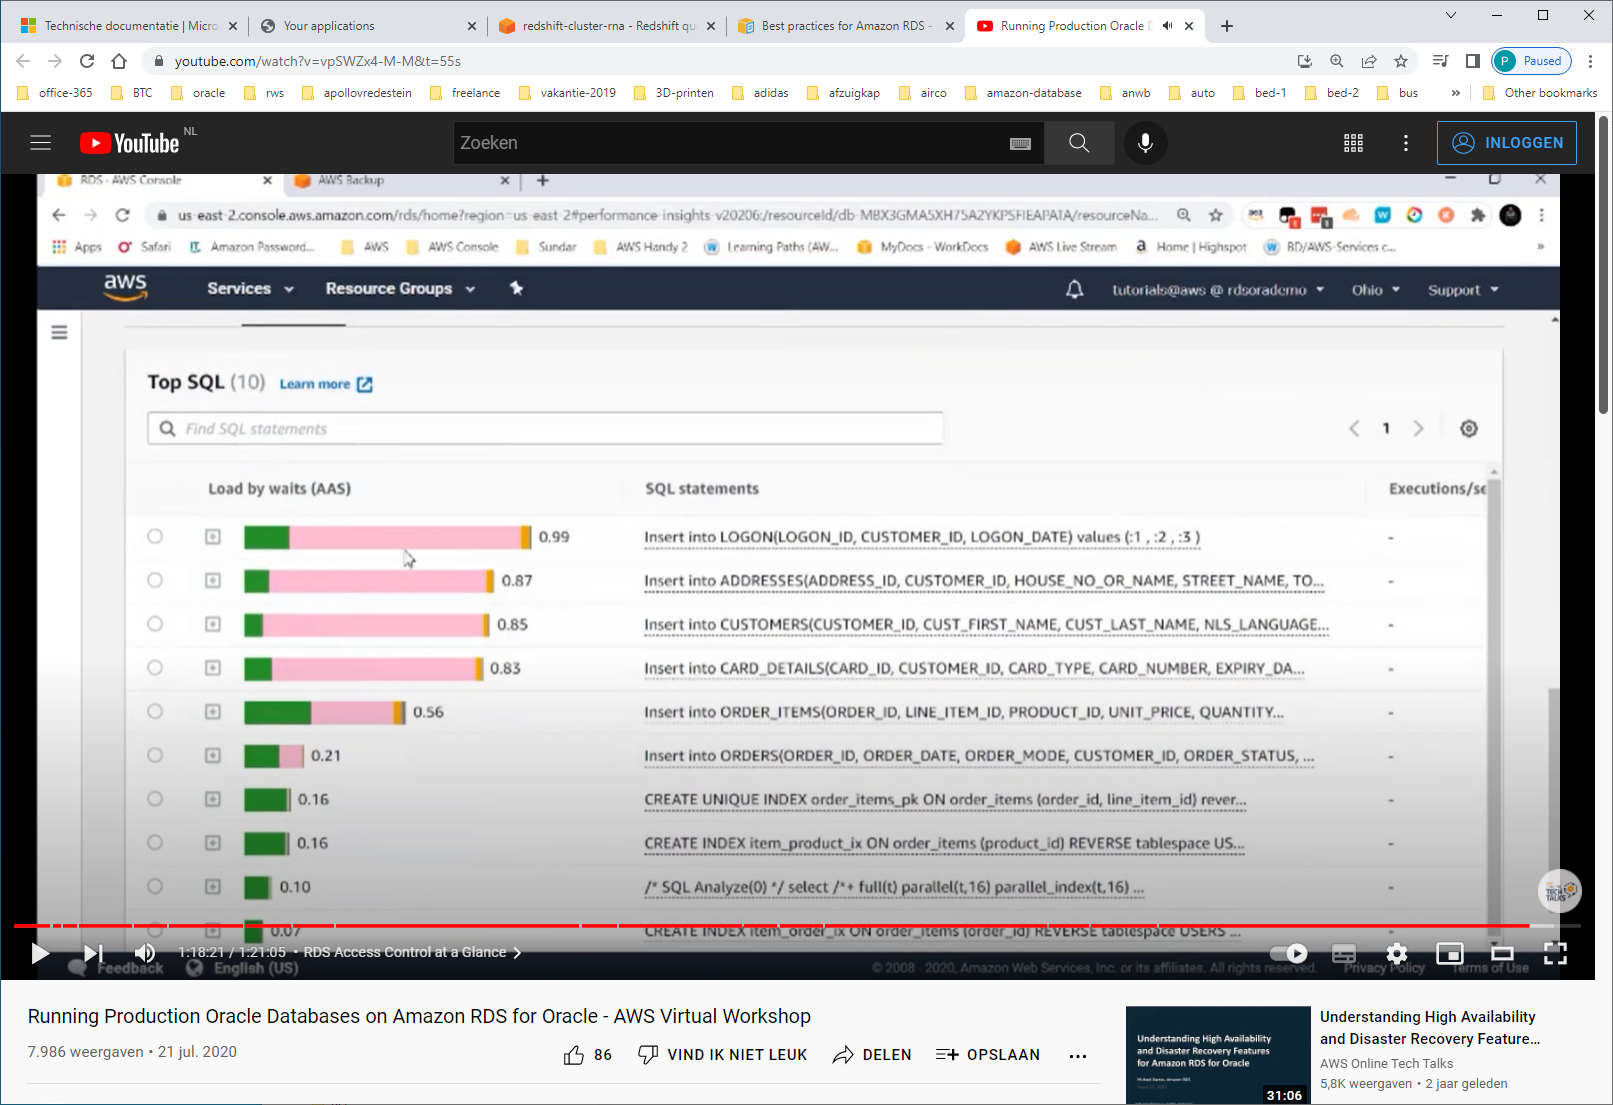 Technische documentatie | Micro
Your applications
redshift-cluster-rna - Redshift qu
Best practices for Amazon RDS -
Running Production Oracle D
youtube.com/watch?v=vpSWZx4-M-M&t=55s
P Paused
office-365 BTC oracle rws apollovredestein freelance vakantie-2019 3D-printen adidas afzuigkap airco amazon-database anwb auto bed-1 bed-2 bus » Other bookmarks
YouTube NL
Zoeken
INLOGGEN
RDS - AWS Console
AWS Backup
us-east-2.console.aws.amazon.com/rds/home?region=us-east-2#performance-insights-v20206:/resourceId/db-MBX3GMA5XH75A2YKPSFIEAPATA/resourceNa...
Apps Safari Amazon Password... AWS AWS Console Sundar AWS Handy 2 Learning Paths (AW... MyDocs - WorkDocs AWS Live Stream a Home | Highspot BD/AWS-Services c... »
aws Services Resource Groups tutorials@aws @ rdsorademo Ohio Support
Top SQL (10) Learn more
Find SQL statements
1
Load by waits (AAS) SQL statements Executions/se
0.99 Insert into LOGON(LOGON_ID, CUSTOMER_ID, LOGON_DATE) values (:1 , :2 , :3 ) -
0.87 Insert into ADDRESSES(ADDRESS_ID, CUSTOMER_ID, HOUSE_NO_OR_NAME, STREET_NAME, TO... -
0.85 Insert into CUSTOMERS(CUSTOMER_ID, CUST_FIRST_NAME, CUST_LAST_NAME, NLS_LANGUAGE... -
0.83 Insert into CARD_DETAILS(CARD_ID, CUSTOMER_ID, CARD_TYPE, CARD_NUMBER, EXPIRY_DA... -
0.56 Insert into ORDER_ITEMS(ORDER_ID, LINE_ITEM_ID, PRODUCT_ID, UNIT_PRICE, QUANTITY... -
0.21 Insert into ORDERS(ORDER_ID, ORDER_DATE, ORDER_MODE, CUSTOMER_ID, ORDER_STATUS, ... -
0.16 CREATE UNIQUE INDEX order_items_pk ON order_items (order_id, line_item_id) rever... -
0.16 CREATE INDEX item_product_ix ON order_items (product_id) REVERSE tablespace US... -
0.10 /* SQL Analyze(0) */ select /*+ full(t) parallel(t,16) parallel_index(t,16) ... -
0.07 CREATE INDEX item_order_ix ON order_items (order_id) REVERSE tablespace USERS ... -
TECH TALKS
1:18:21 / 1:21:05 • RDS Access Control at a Glance
Feedback English (US) © 2008 - 2020, Amazon Web Services, Inc. or its affiliates. All rights reserved. Privacy Policy Terms of Use
Running Production Oracle Databases on Amazon RDS for Oracle - AWS Virtual Workshop
7.986 weergaven • 21 jul. 2020
86 VIND IK NIET LEUK DELEN OPSLAAN
Understanding High Availability
and Disaster Recovery Features
for Amazon RDS for Oracle
31:06
Understanding High Availability
and Disaster Recovery Feature...
AWS Online Tech Talks
5,8K weergaven • 2 jaar geleden